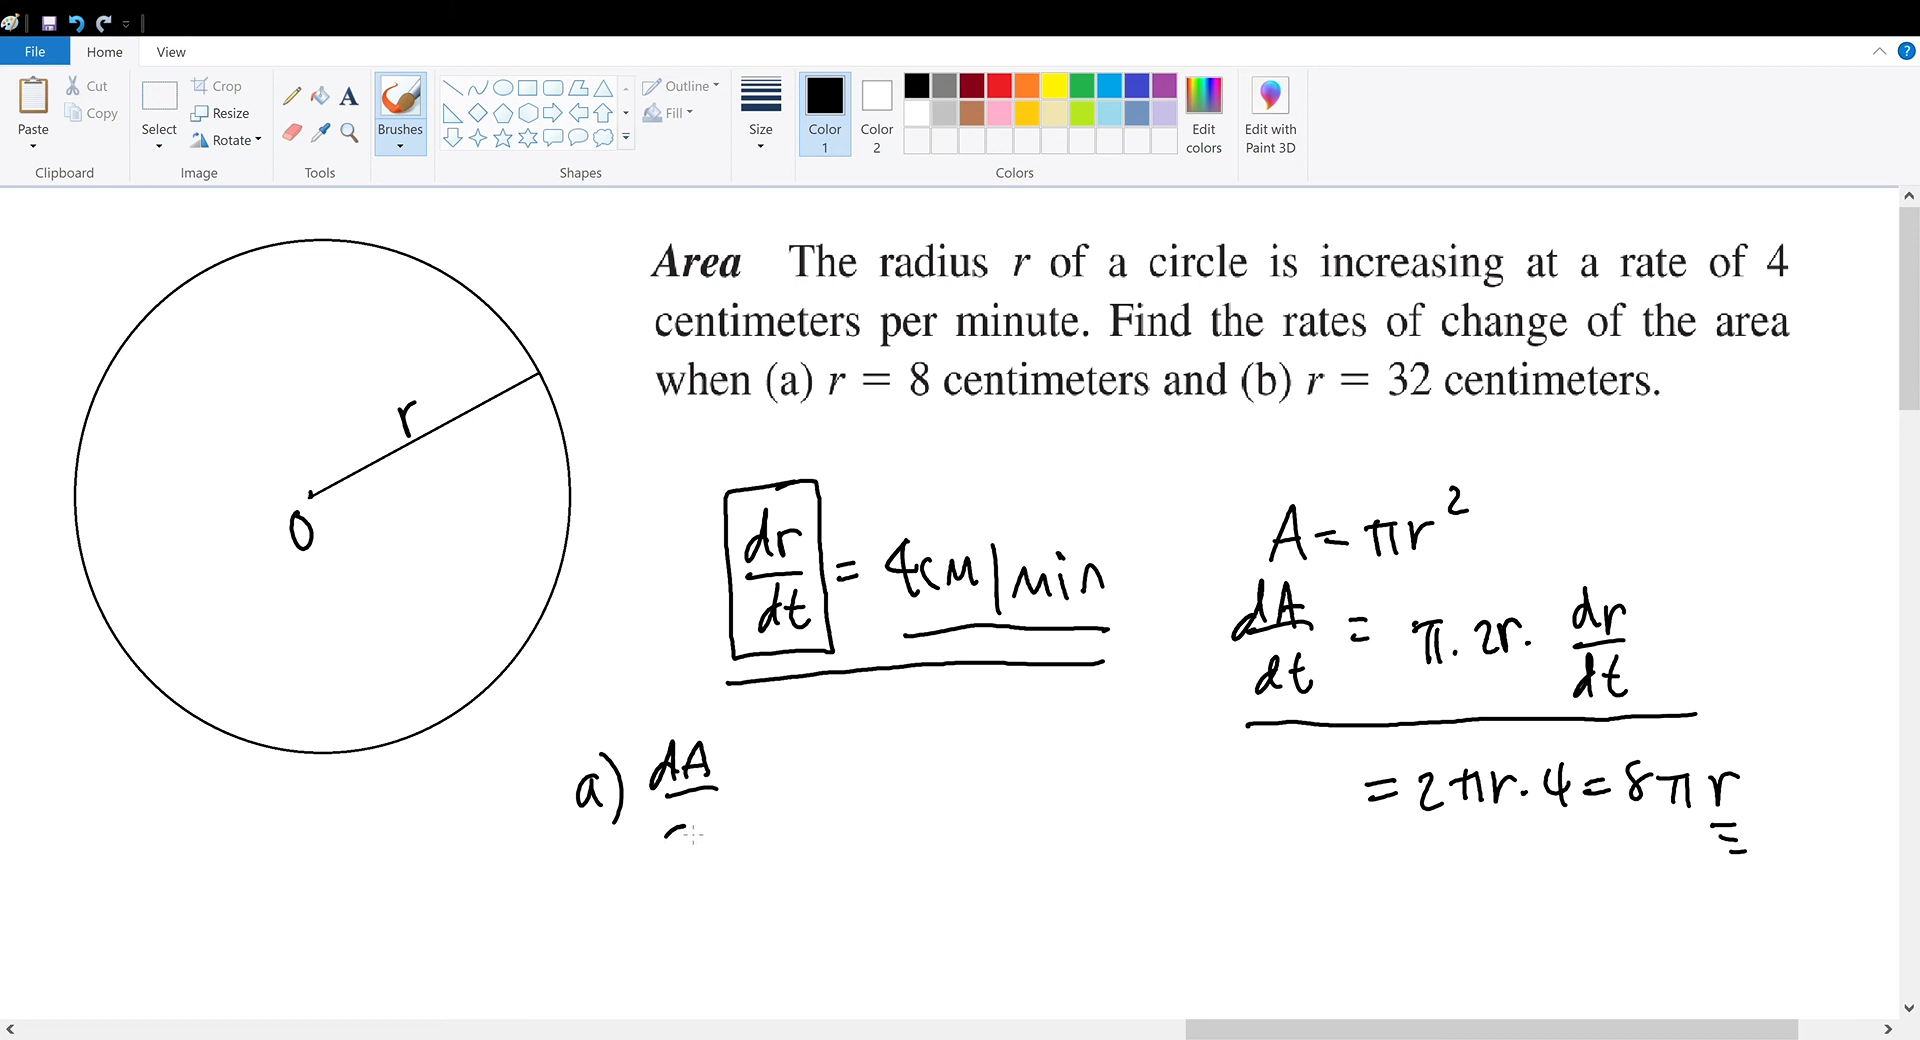 File Home View
Paste
Cut
Copy
Clipboard
Select
Crop
Resize
Rotate
Image
A
Tools
Brushes
Outline
Fill
Shapes
Size
Color 1
Color 2
Edit colors
Colors
Edit with Paint 3D
?
Area The radius r of a circle is increasing at a rate of 4
centimeters per minute. Find the rates of change of the area
when (a) r = 8 centimeters and (b) r = 32 centimeters.
r
O
dr/dt = 4cm/min
A = πr²
dA/dt = π. 2r. dr/dt
= 2πr. 4 = 8πr
a) dA